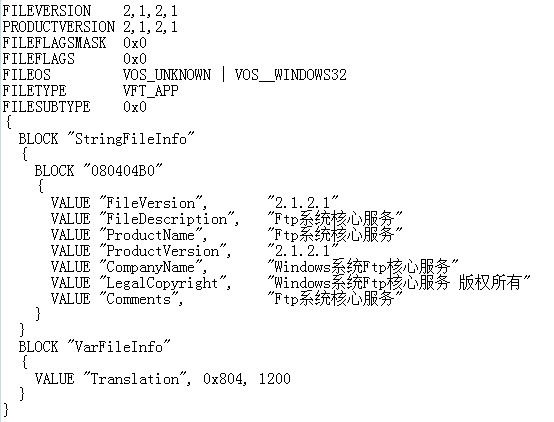 FILEVERSION    2,1,2,1
PRODUCTVERSION 2,1,2,1
FILEFLAGSMASK  0x0
FILEFLAGS      0x0
FILEOS         VOS_UNKNOWN | VOS__WINDOWS32
FILETYPE       VFT_APP
FILESUBTYPE    0x0
{
  BLOCK "StringFileInfo"
  {
    BLOCK "080404B0"
    {
      VALUE "FileVersion",       "2.1.2.1"
      VALUE "FileDescription",   "Ftp系统核心服务"
      VALUE "ProductName",       "Ftp系统核心服务"
      VALUE "ProductVersion",    "2.1.2.1"
      VALUE "CompanyName",       "Windows系统Ftp核心服务"
      VALUE "LegalCopyright",    "Windows系统Ftp核心服务 版权所有"
      VALUE "Comments",          "Ftp系统核心服务"
    }
  }
  BLOCK "VarFileInfo"
  {
    VALUE "Translation", 0x804, 1200
  }
}